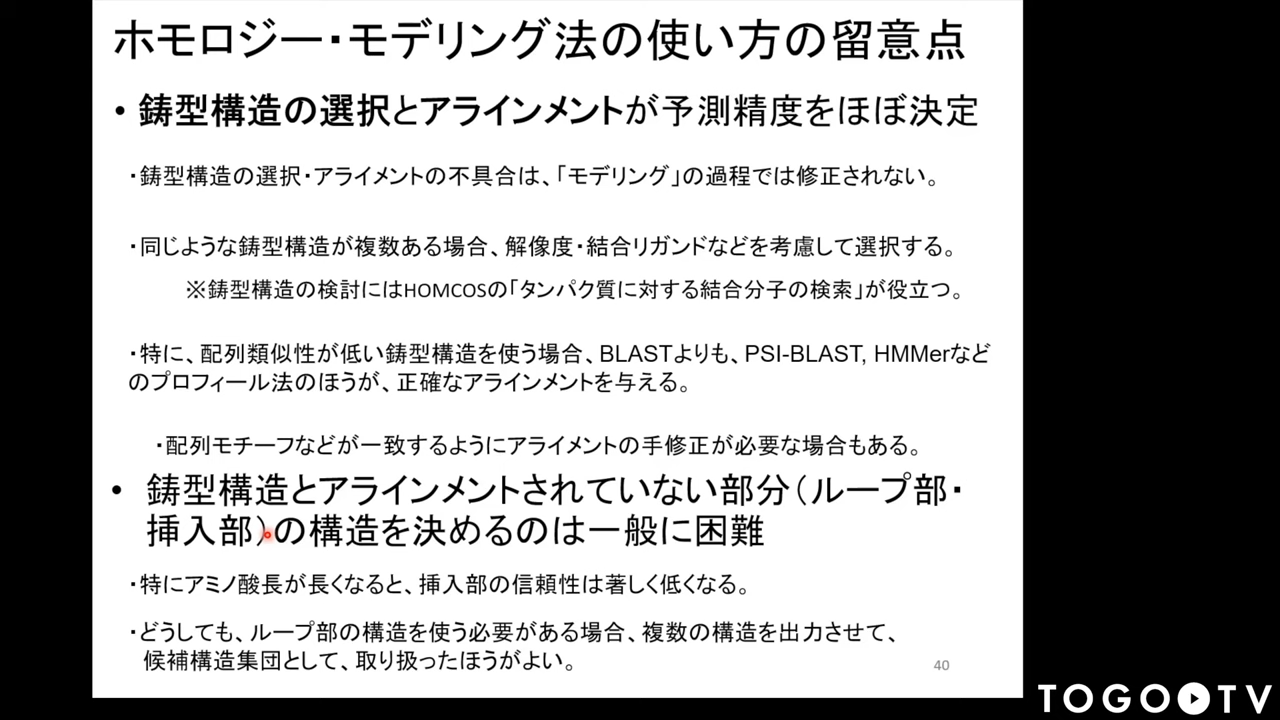 ホモロジー・モデリング法の使い方の留意点
• 鋳型構造の選択とアラインメントが予測精度をほぼ決定
・鋳型構造の選択・アライメントの不具合は、「モデリング」の過程では修正されない。
・同じような鋳型構造が複数ある場合、解像度・結合リガンドなどを考慮して選択する。
※鋳型構造の検討にはHOMCOSの「タンパク質に対する結合分子の検索」が役立つ。
・特に、配列類似性が低い鋳型構造を使う場合、BLASTよりも、PSI-BLAST, HMMerなど
のプロフィール法のほうが、正確なアラインメントを与える。
・配列モチーフなどが一致するようにアライメントの手修正が必要な場合もある。
• 鋳型構造とアラインメントされていない部分(ループ部・
挿入部)の構造を決めるのは一般に困難
・特にアミノ酸長が長くなると、挿入部の信頼性は著しく低くなる。
・どうしても、ループ部の構造を使う必要がある場合、複数の構造を出力させて、
候補構造集団として、取り扱ったほうがよい。
40
TOGO TV